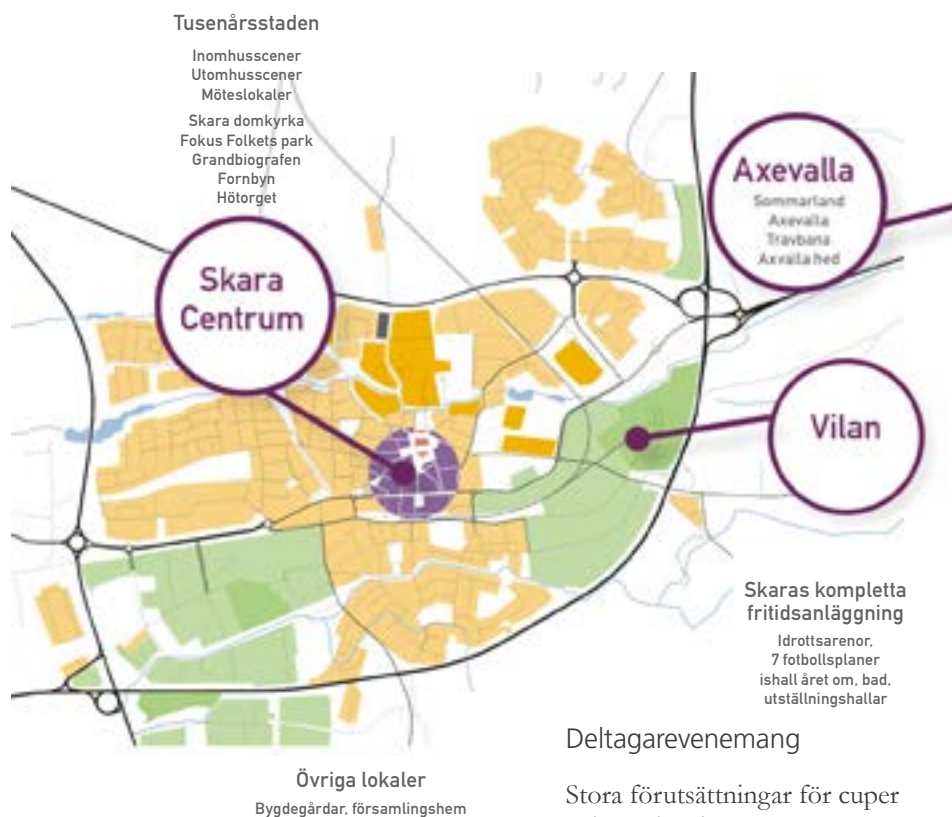 Tusenårsstaden
Inomhusscener
Utomhusscener
Möteslokaler
Skara domkyrka
Fokus Folkets park
Grandbiografen
Fornbyn
Hötorget
Skara
Centrum
Axevalla
Sommarland
Axevalla
Travbana
Axvalla hed
Vilan
Skaras kompletta
fritidsanläggning
Idrottsarenor,
7 fotbollsplaner
ishall året om, bad,
utställningshallar
Övriga lokaler
Bygdegårdar, församlingshem
Deltagarevenemang
Stora förutsättningar för cuper